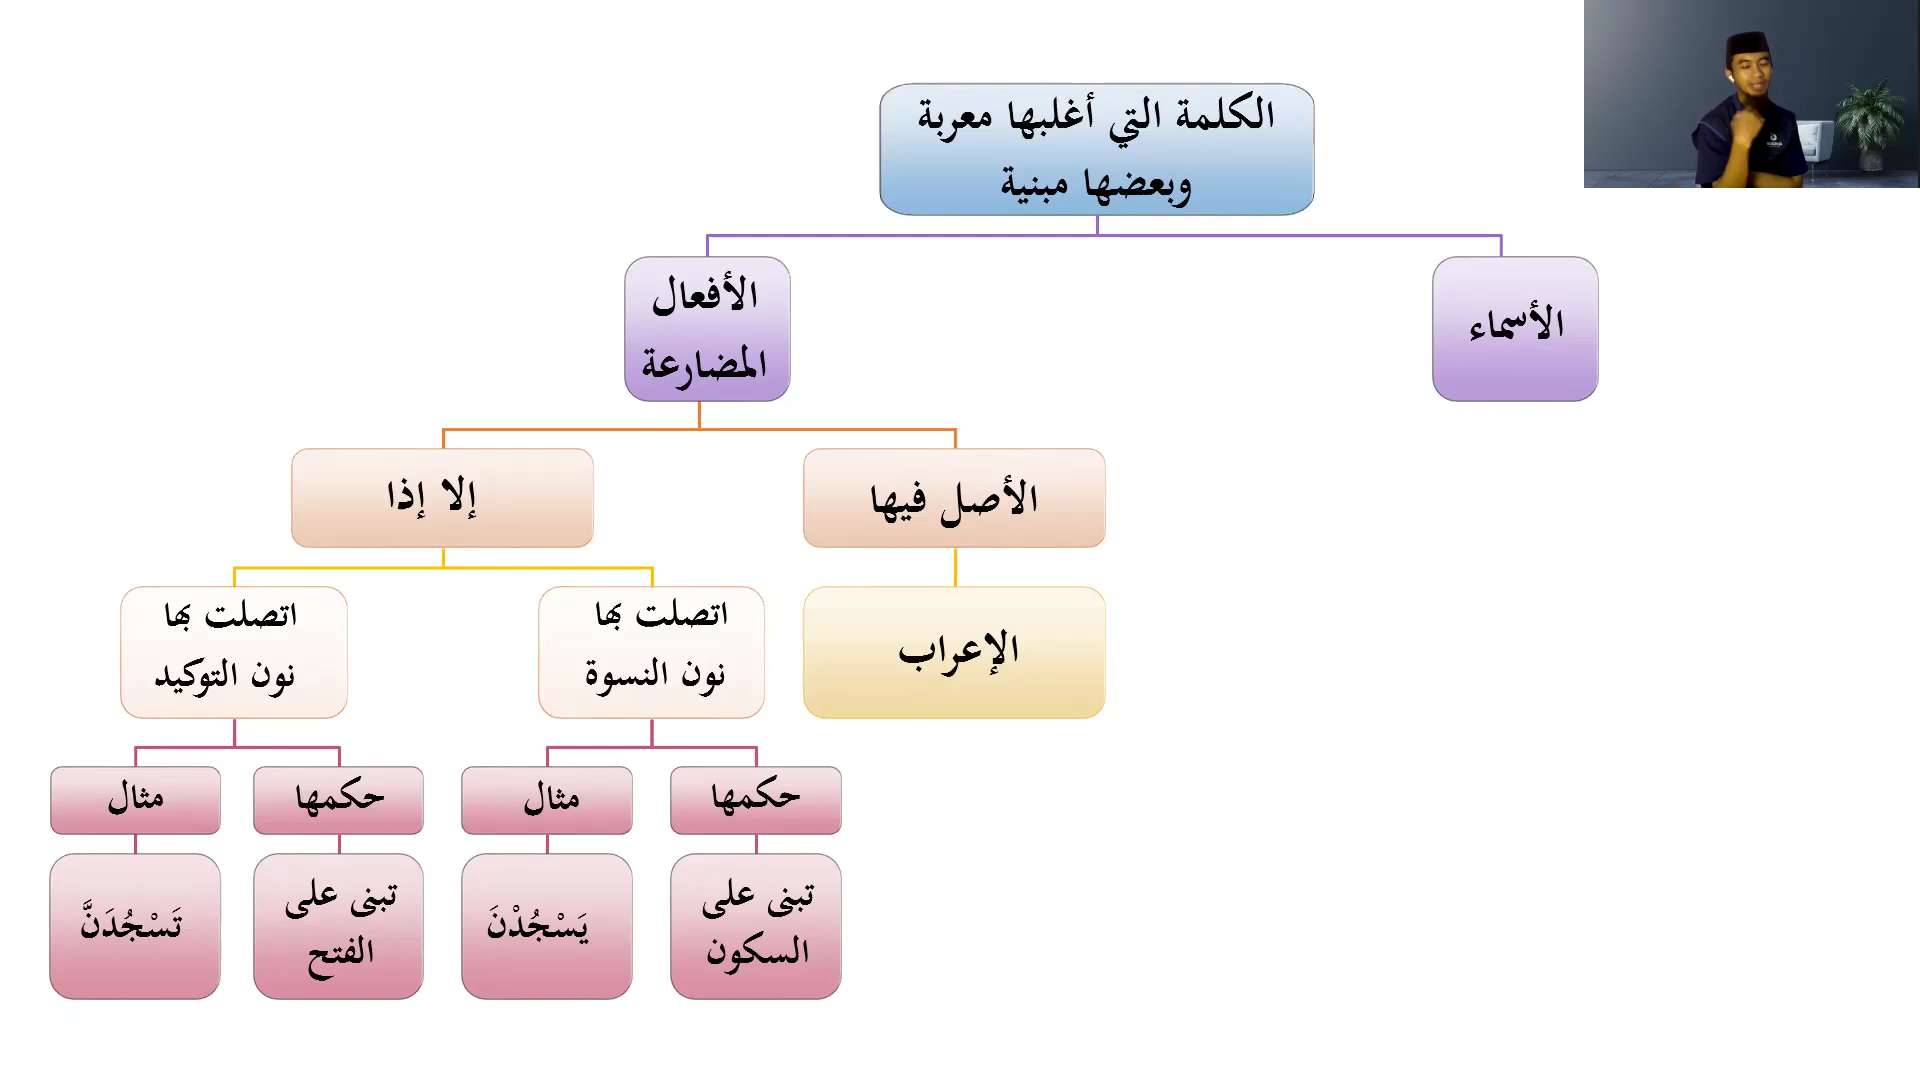 الكلمة التي أغلبها معربة
وبعضها مبنية
الأسماء
الأفعال
المضارعة
الأصل فيها
إلا إذا
الإعراب
اتصلت بها
نون النسوة
اتصلت بها
نون التوكيد
حكمها
مثال
حكمها
مثال
تبنى على
السكون
يَسْجُدْنَ
تبنى على
الفتح
تَسْجُدَنَّ